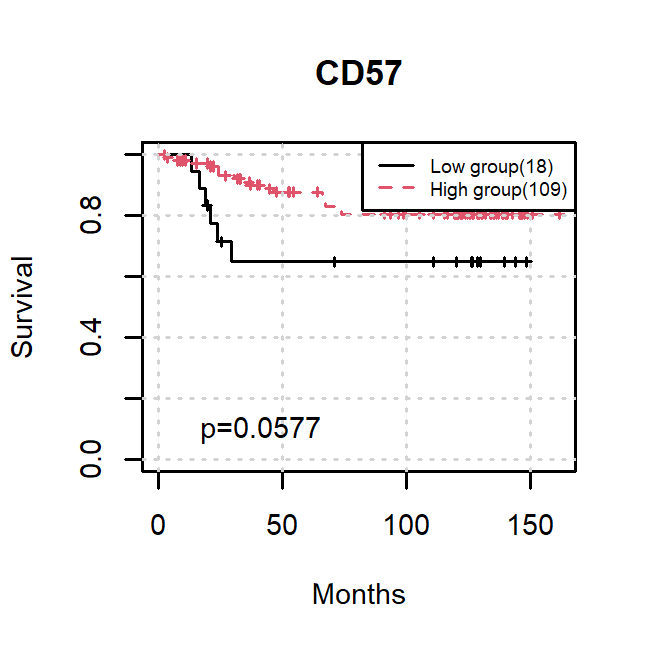 CD57
Low group(18)
High group(109)
Survival
0.8
0.4
0.0
p=0.0577
0 50 100 150
Months